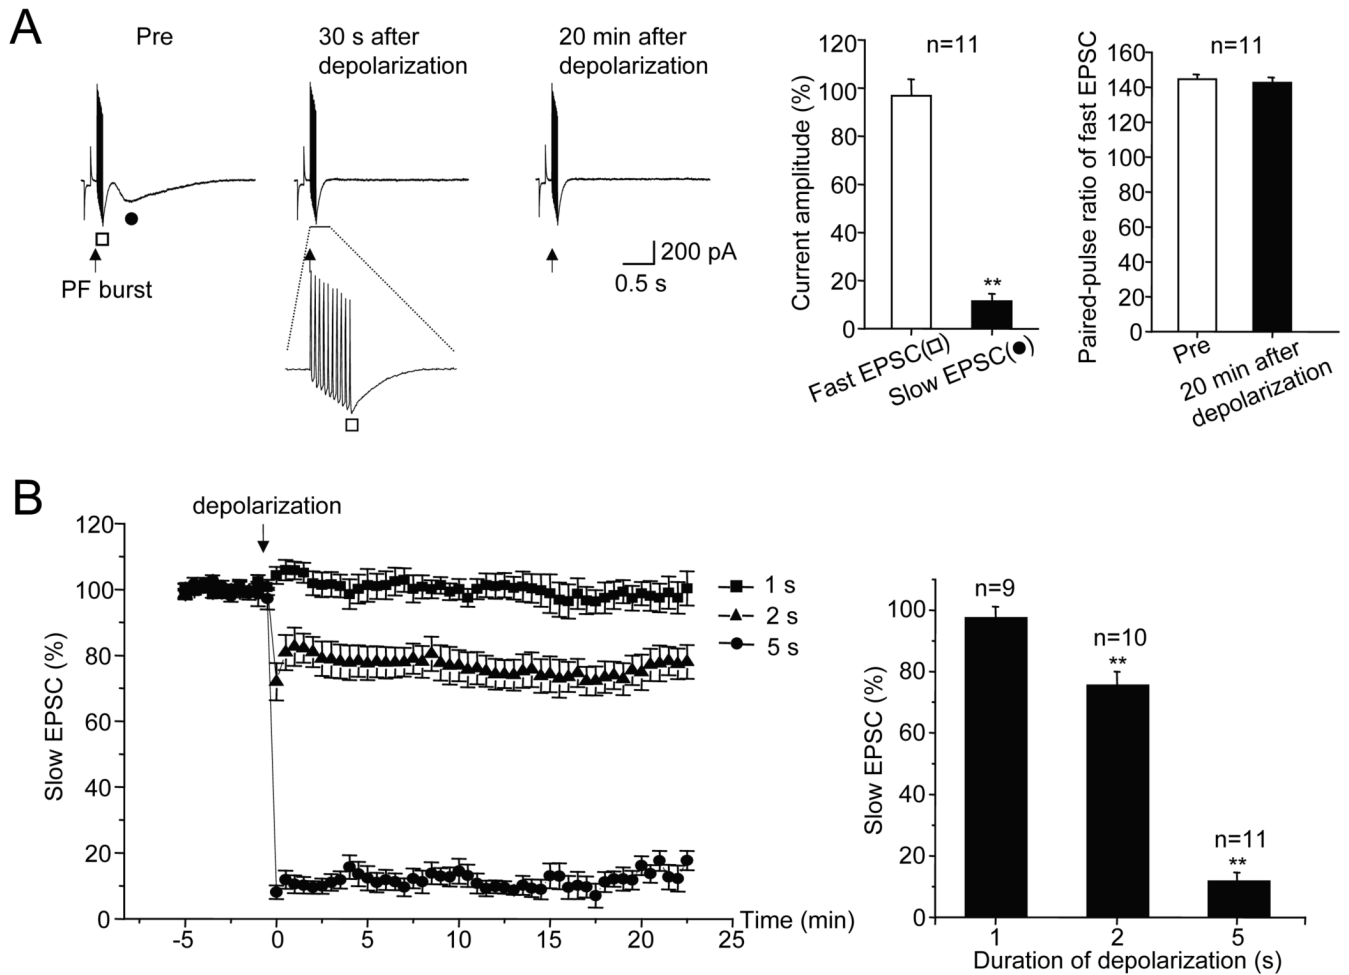 A
Pre
30 s after
depolarization
20 min after
depolarization
PF burst
200 pA
0.5 s
n=11
Current amplitude (%)
120
100
80
60
40
20
0
**
Fast EPSC(□)
Slow EPSC(●)
n=11
Paired-pulse ratio of fast EPSC
160
140
120
100
80
60
40
20
0
Pre
20 min after
depolarization
B
depolarization
Slow EPSC (%)
120
100
80
60
40
20
0
-5
0
5
10
15
20
25
Time (min)
1 s
2 s
5 s
Slow EPSC (%)
100
80
60
40
20
0
n=9
n=10
**
n=11
**
1
2
5
Duration of depolarization (s)